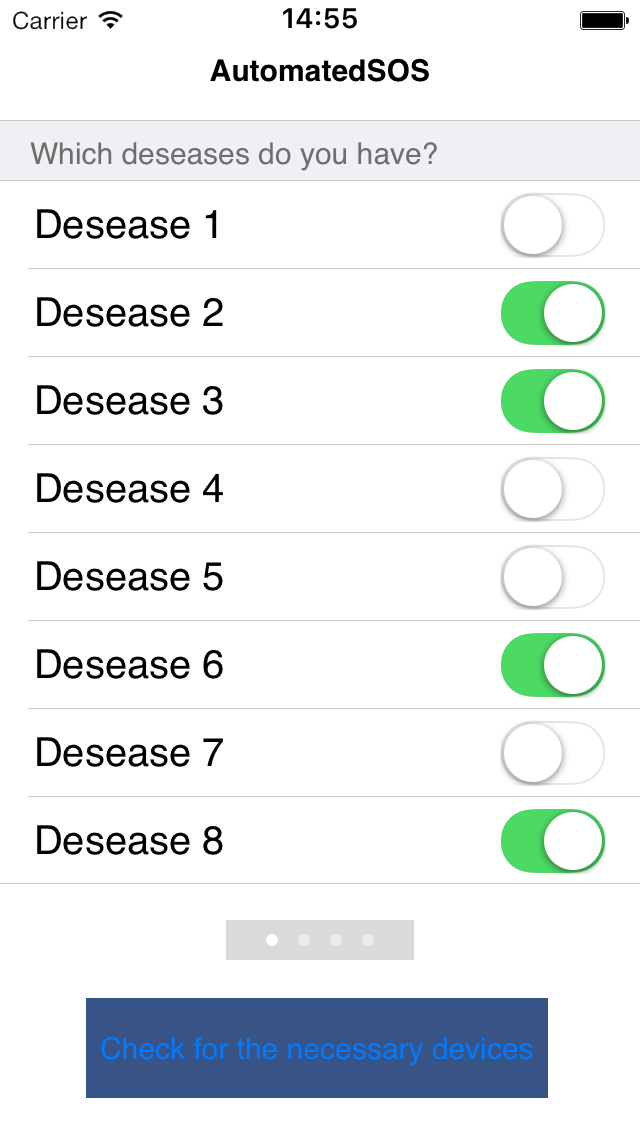 Carrier 14:55
AutomatedSOS
Which deseases do you have?
Desease 1
Desease 2
Desease 3
Desease 4
Desease 5
Desease 6
Desease 7
Desease 8
Check for the necessary devices